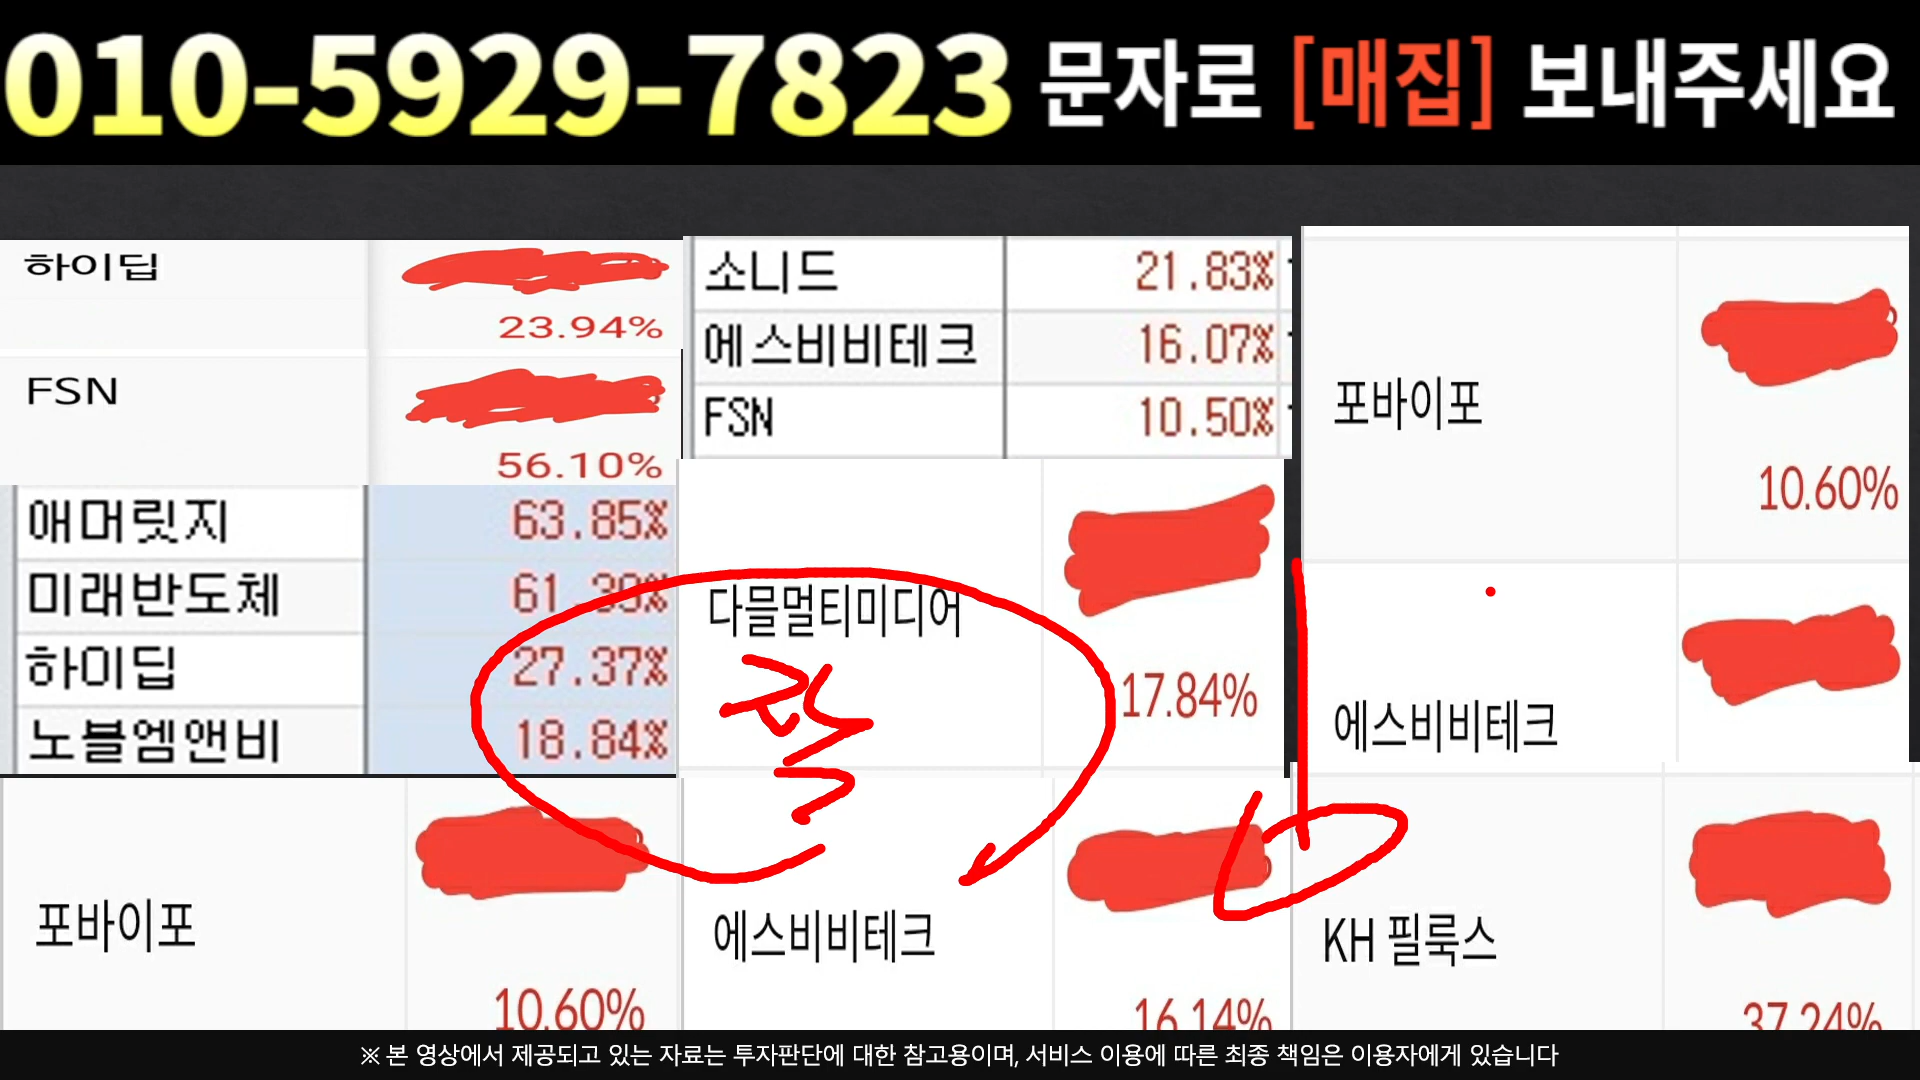 010-5929-7823 문자로 [매집] 보내주세요
하이딥
23.94%
FSN
56.10%
애머릿지 63.85%
미래반도체 61.39%
하이딥 27.37%
노블엠앤비 18.84%
소니드 21.83%
에스비비테크 16.07%
FSN 10.50%
다믈멀티미디어
17.84%
포바이포
10.60%
에스비비테크
포바이포
10.60%
에스비비테크
16.14%
KH 필룩스
37.24%
※ 본 영상에서 제공되고 있는 자료는 투자판단에 대한 참고용이며, 서비스 이용에 따른 최종 책임은 이용자에게 있습니다